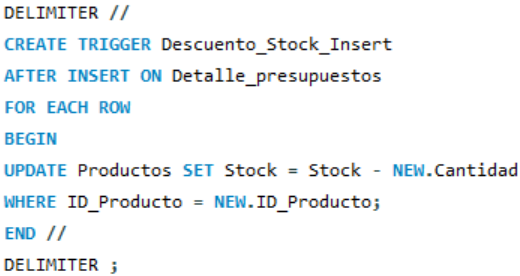 DELIMITER //
CREATE TRIGGER Descuento_Stock_Insert
AFTER INSERT ON Detalle_presupuestos
FOR EACH ROW
BEGIN
UPDATE Productos SET Stock = Stock - NEW.Cantidad
WHERE ID_Producto = NEW.ID_Producto;
END //
DELIMITER ;